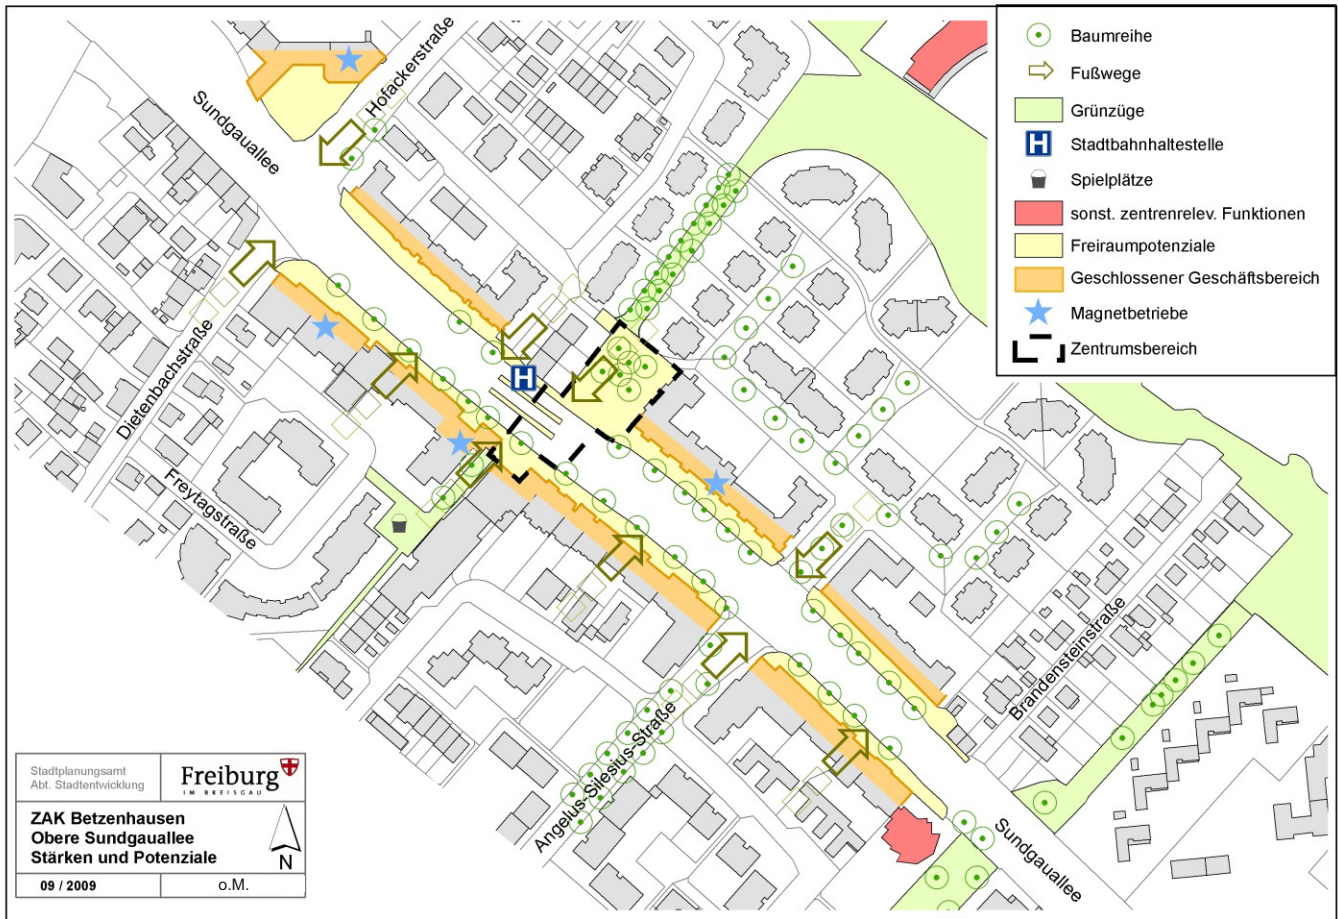 Baumreihe
Fußwege
Grünzüge
H Stadtbahnhaltestelle
Spielplätze
sonst. zentrenrelev. Funktionen
Freiraumpotenziale
Geschlossener Geschäftsbereich
Magnetbetriebe
Zentrumsbereich
Hofackerstraße
Sundgauallee
H
Dietenbachstraße
Freytagstraße
Brandensteinstraße
Angelus-Silesius-Straße
Sundgauallee
Stadtplanungsamt
Abt. Stadtentwicklung
Freiburg
IM BREISGAU
ZAK Betzenhausen
Obere Sundgauallee
Stärken und Potenziale
N
09 / 2009
o.M.